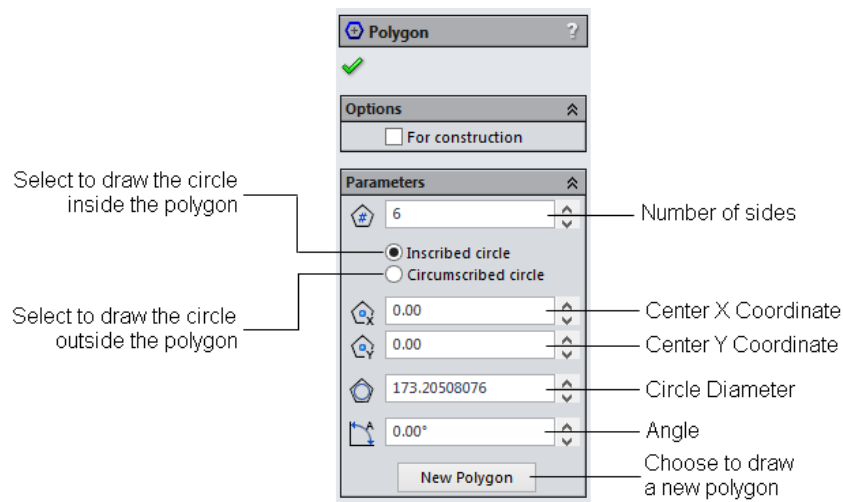 Polygon ?
Options
For construction
Parameters
Select to draw the circle
inside the polygon
# 6
Number of sides
Inscribed circle
Circumscribed circle
Select to draw the circle
outside the polygon
X 0.00
Center X Coordinate
Y 0.00
Center Y Coordinate
173.20508076
Circle Diameter
A 0.00°
Angle
New Polygon
Choose to draw
a new polygon